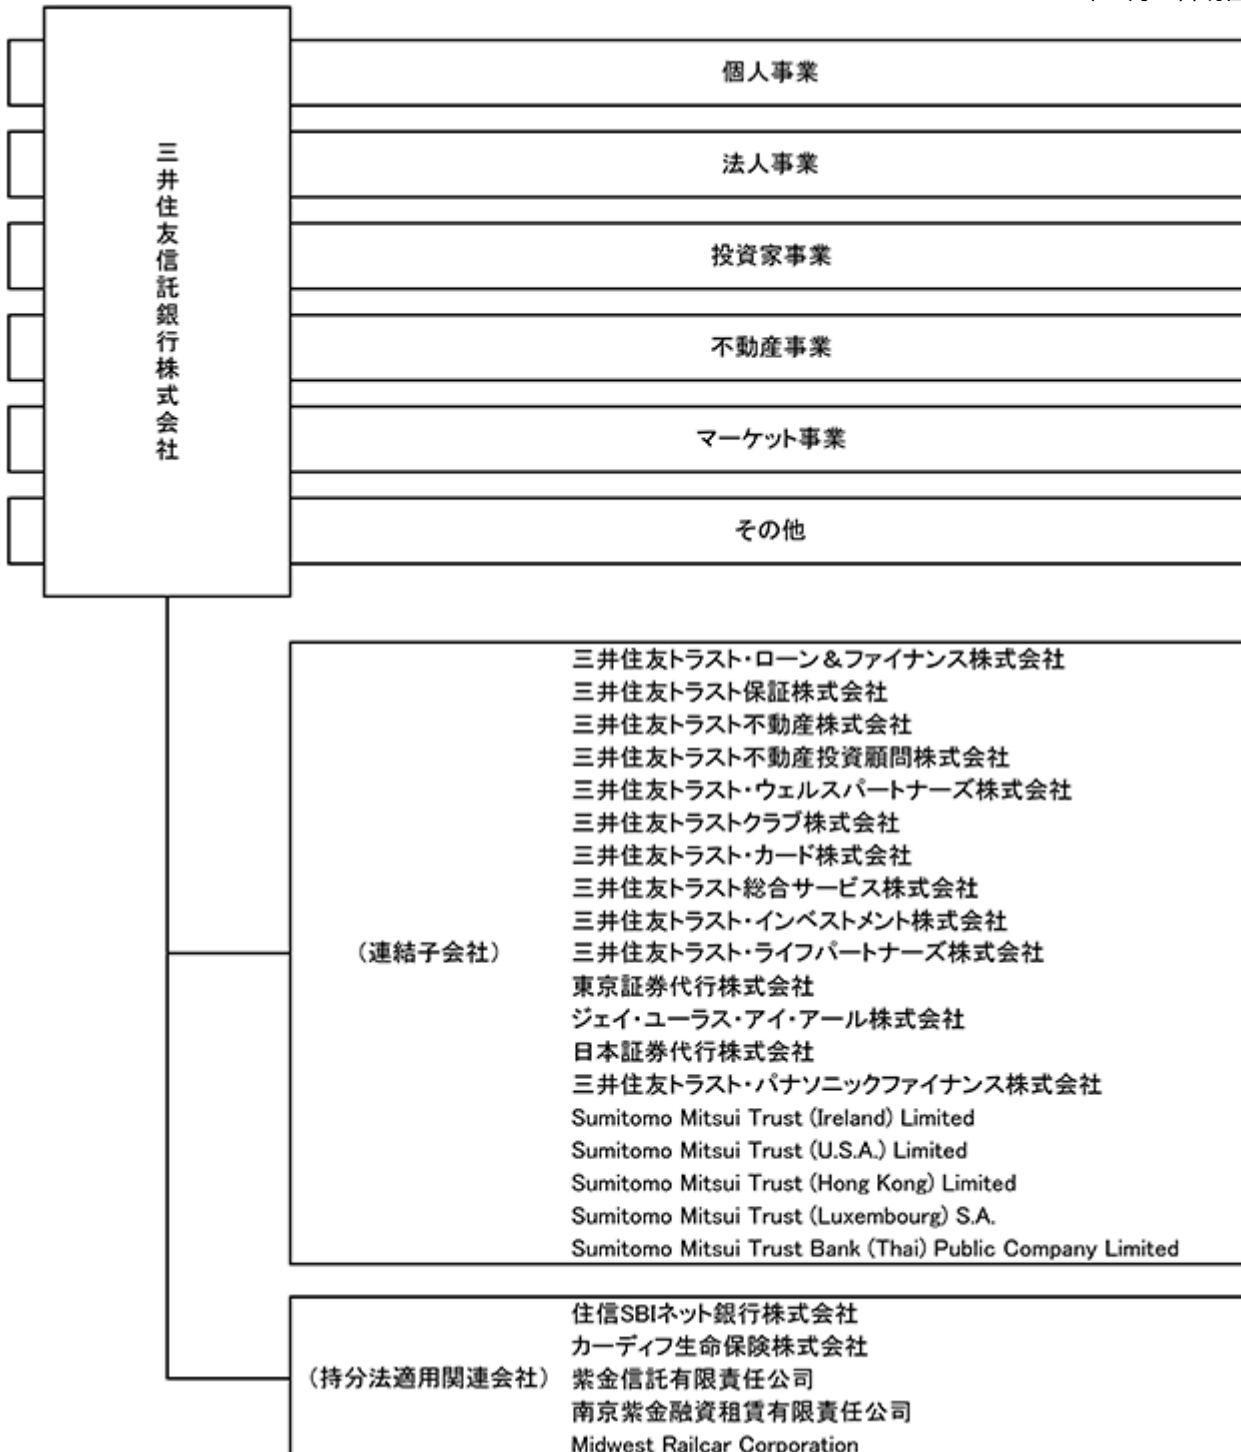 個人事業
法人事業
投資家事業
不動産事業
マーケット事業
その他
三井住友信託銀行株式会社
(連結子会社)
三井住友トラスト・ローン&ファイナンス株式会社
三井住友トラスト保証株式会社
三井住友トラスト不動産株式会社
三井住友トラスト不動産投資顧問株式会社
三井住友トラスト・ウェルスパートナーズ株式会社
三井住友トラストクラブ株式会社
三井住友トラスト・カード株式会社
三井住友トラスト総合サービス株式会社
三井住友トラスト・インベストメント株式会社
三井住友トラスト・ライフパートナーズ株式会社
東京証券代行株式会社
ジェイ・ユーラス・アイ・アール株式会社
日本証券代行株式会社
三井住友トラスト・パナソニックファイナンス株式会社
Sumitomo Mitsui Trust (Ireland) Limited
Sumitomo Mitsui Trust (U.S.A.) Limited
Sumitomo Mitsui Trust (Hong Kong) Limited
Sumitomo Mitsui Trust (Luxembourg) S.A.
Sumitomo Mitsui Trust Bank (Thai) Public Company Limited
(持分法適用関連会社)
住信SBIネット銀行株式会社
カーディフ生命保険株式会社
紫金信託有限責任公司
南京紫金融資租賃有限責任公司
Midwest Railcar Corporation